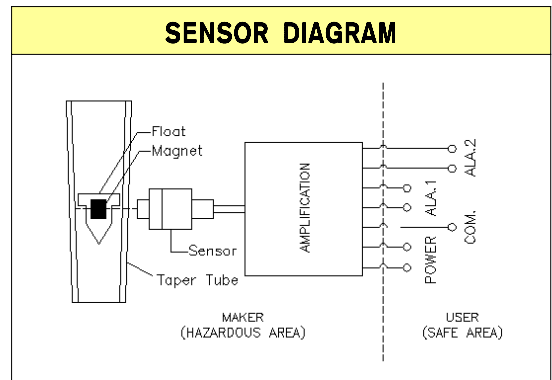 SENSOR DIAGRAM
Float
Magnet
Sensor
Taper Tube
AMPLIFICATION
ALA.2
ALA.1
COM.
POWER
MAKER
(HAZARDOUS AREA)
USER
(SAFE AREA)